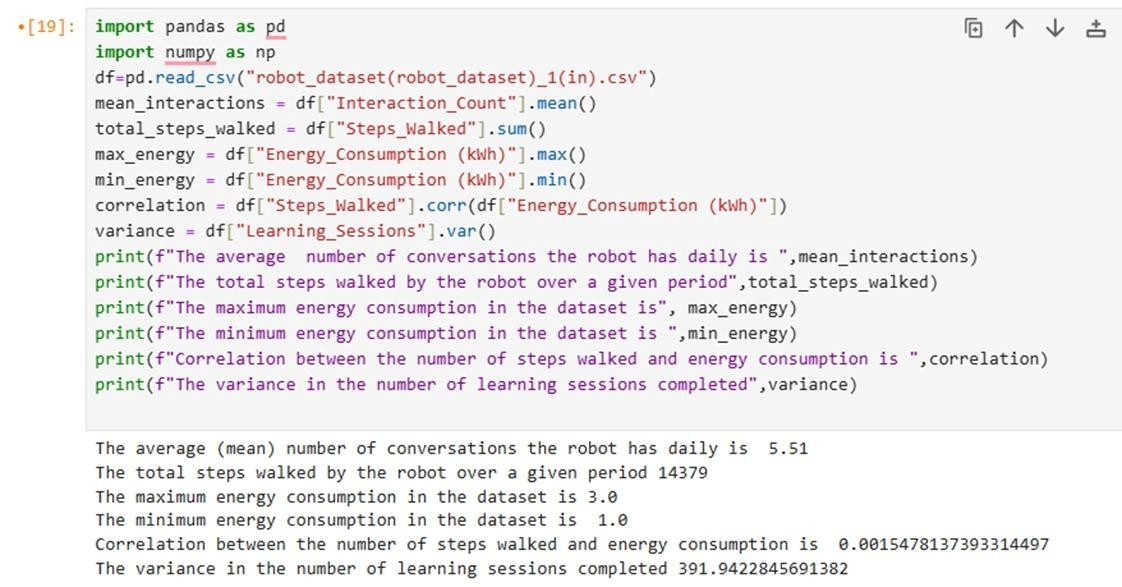 •[19]:
import pandas as pd
import numpy as np
df=pd.read_csv("robot_dataset(robot_dataset)_1(in).csv")
mean_interactions = df["Interaction_Count"].mean()
total_steps_walked = df["Steps_Walked"].sum()
max_energy = df["Energy_Consumption (kWh)"].max()
min_energy = df["Energy_Consumption (kWh)"].min()
correlation = df["Steps_Walked"].corr(df["Energy_Consumption (kWh)"])
variance = df["Learning_Sessions"].var()
print(f"The average  number of conversations the robot has daily is ",mean_interactions)
print(f"The total steps walked by the robot over a given period",total_steps_walked)
print(f"The maximum energy consumption in the dataset is", max_energy)
print(f"The minimum energy consumption in the dataset is ",min_energy)
print(f"Correlation between the number of steps walked and energy consumption is ",correlation)
print(f"The variance in the number of learning sessions completed",variance)
The average (mean) number of conversations the robot has daily is  5.51
The total steps walked by the robot over a given period 14379
The maximum energy consumption in the dataset is 3.0
The minimum energy consumption in the dataset is  1.0
Correlation between the number of steps walked and energy consumption is  0.0015478137393314497
The variance in the number of learning sessions completed 391.9422845691382